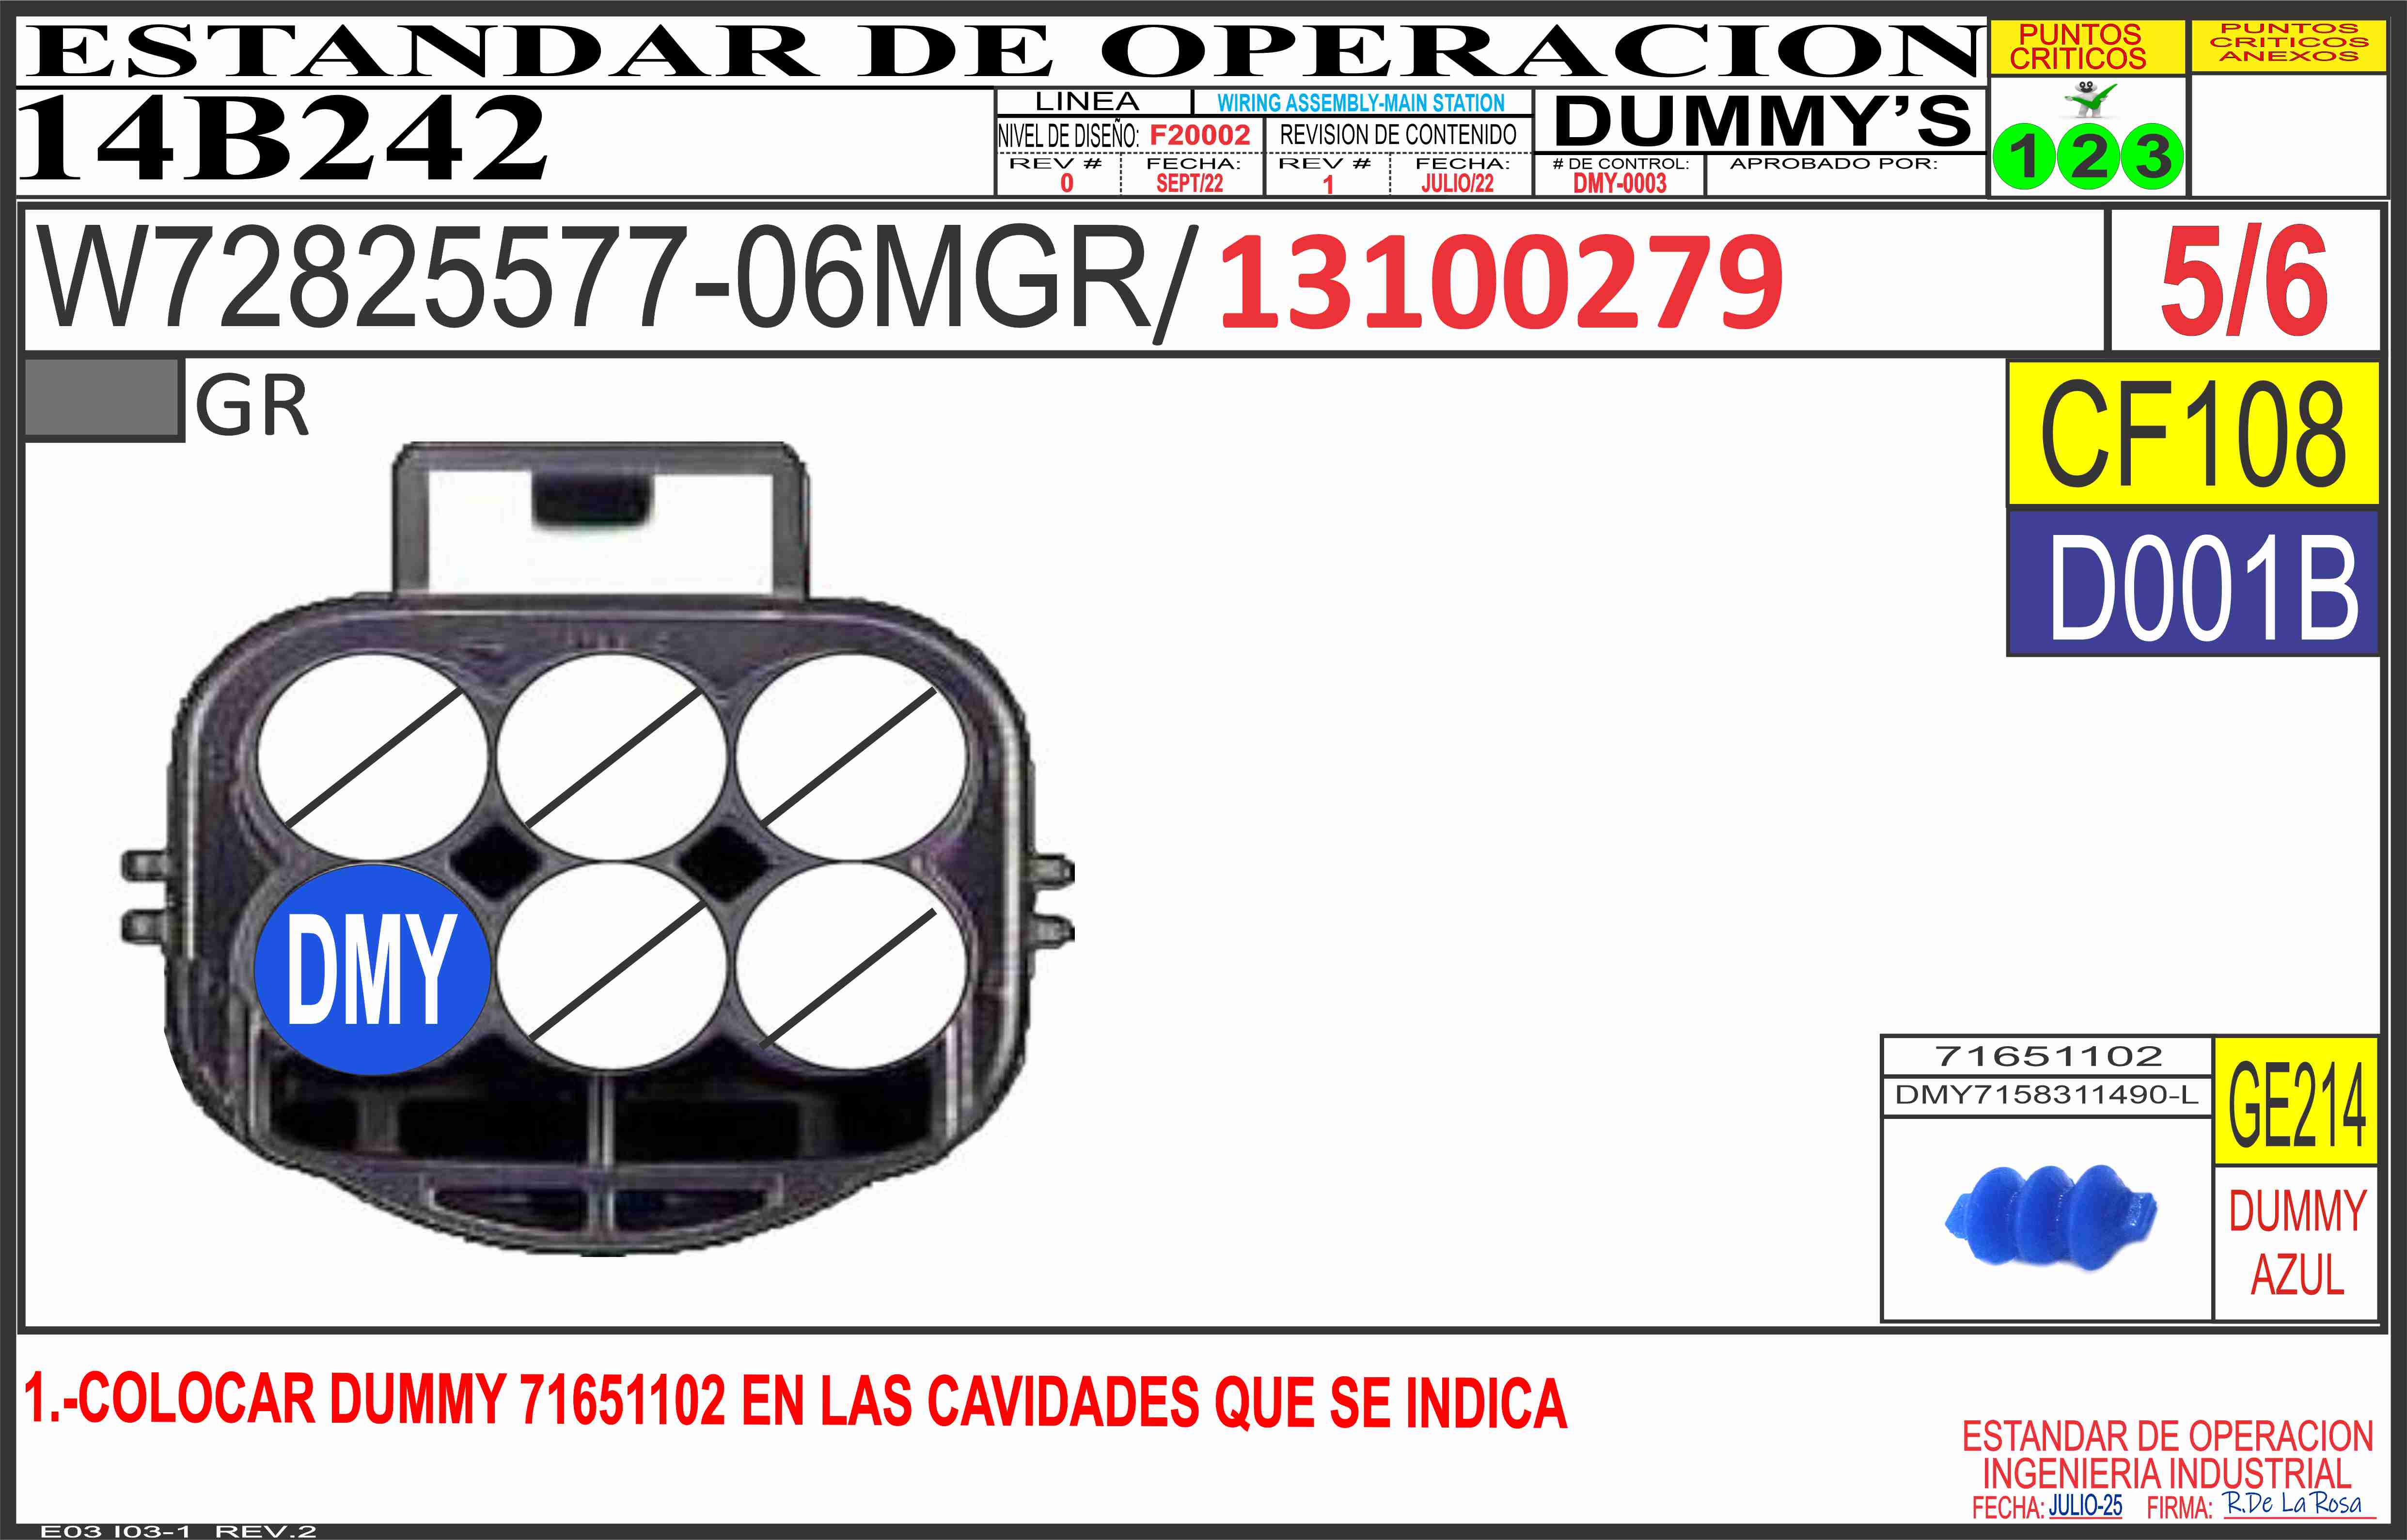 ESTANDAR DE OPERACION
PUNTOS CRITICOS
PUNTOS CRITICOS ANEXOS
14B242
LINEA
WIRING ASSEMBLY-MAIN STATION
NIVEL DE DISEÑO: F20002
REVISION DE CONTENIDO
REV #
0
FECHA:
SEPT/22
REV #
1
FECHA:
JULIO/22
DUMMY'S
# DE CONTROL:
DMY-0003
APROBADO POR:
1 2 3
W72825577-06MGR/13100279
5/6
GR
CF108
D001B
DMY
71651102
DMY7158311490-L
GE214
DUMMY
AZUL
1.-COLOCAR DUMMY 71651102 EN LAS CAVIDADES QUE SE INDICA
ESTANDAR DE OPERACION
INGENIERIA INDUSTRIAL
FECHA: JULIO-25 FIRMA: R.De La Rosa
E03 I03-1 REV.2